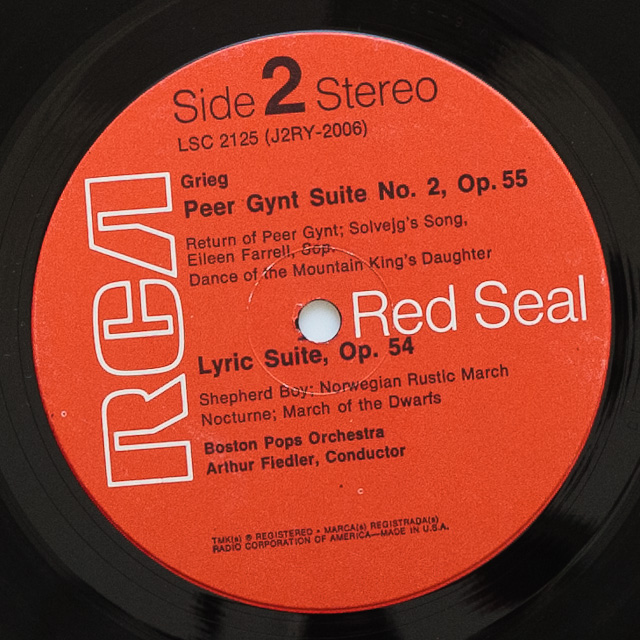 Side 2 Stereo
LSC 2125 (J2RY-2006)
Grieg
Peer Gynt Suite No. 2, Op. 55
Return of Peer Gynt; Solvejg's Song,
Eileen Farrell, Sop.
Dance of the Mountain King's Daughter
RCA
Red Seal
Lyric Suite, Op. 54
Shepherd Boy; Norwegian Rustic March
Nocturne; March of the Dwarfs
Boston Pops Orchestra
Arthur Fiedler, Conductor
TMK(s) ® REGISTERED • MARCA(s) REGISTRADA(s)
RADIO CORPORATION OF AMERICA—MADE IN U.S.A.